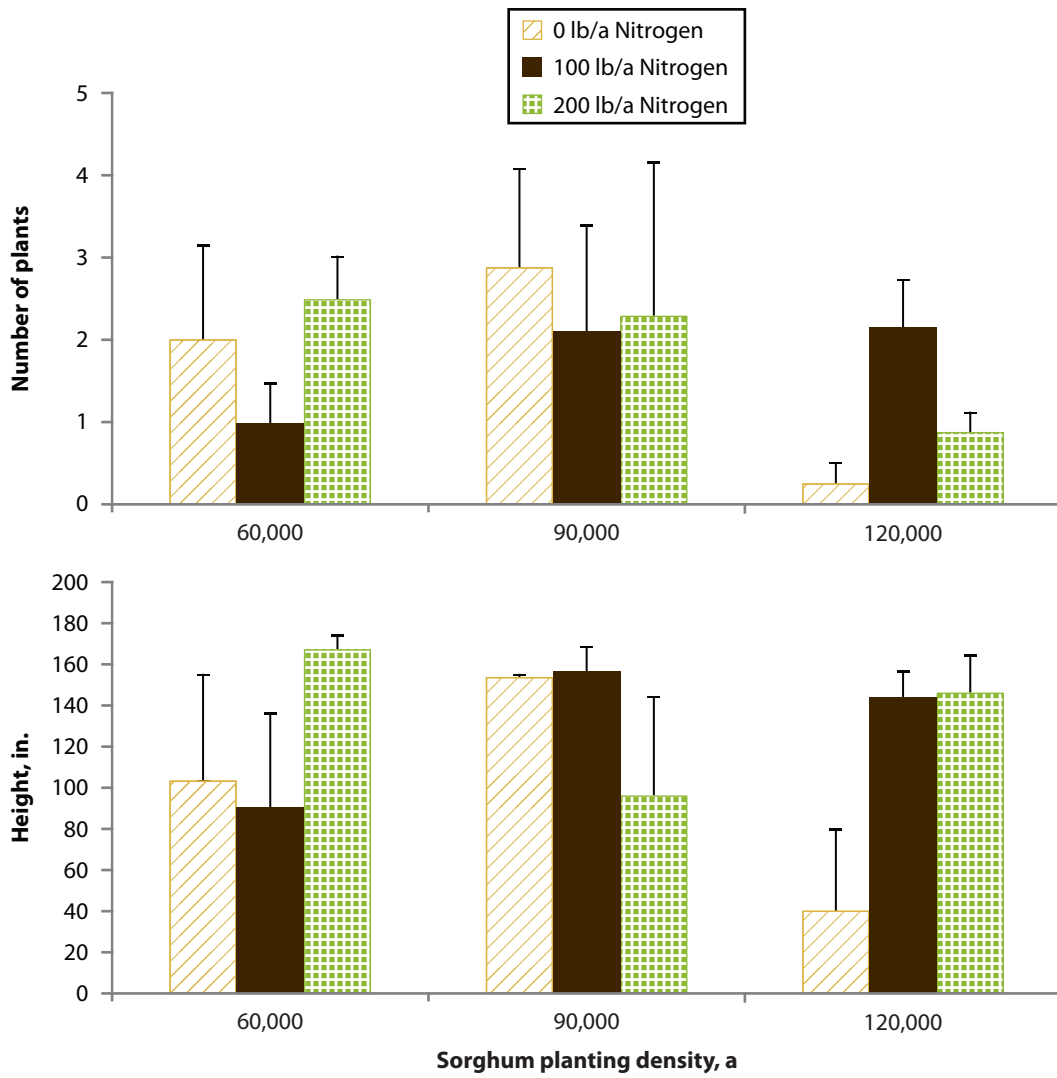 0 lb/a Nitrogen
100 lb/a Nitrogen
200 lb/a Nitrogen
Number of plants
5
4
3
2
1
0
60,000 90,000 120,000
Height, in.
200
180
160
140
120
100
80
60
40
20
0
60,000 90,000 120,000
Sorghum planting density, a